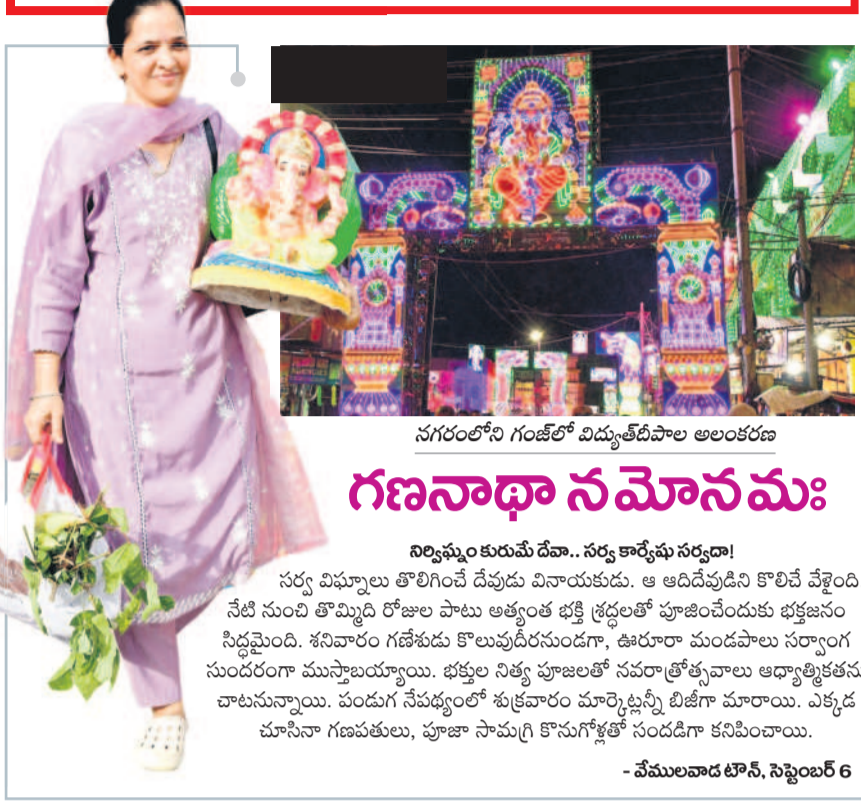 నగరంలోని గంజ్‌లో విద్యుత్‌దీపాల అలంకరణ
గణనాథా నమోనమః
నిర్విఘ్నం కురుమే దేవా.. సర్వ కార్యేషు సర్వదా!
సర్వ విఘ్నాలు తొలిగించే దేవుడు వినాయకుడు. ఆ ఆదిదేవుడిని కొలిచే వేళైంది
నేటి నుంచి తొమ్మిది రోజుల పాటు అత్యంత భక్తి శ్రద్ధలతో పూజించేందుకు భక్తజనం
సిద్ధమైంది. శనివారం గణేశుడు కొలువుదీరనుండగా, ఊరూరా మండపాలు సర్వాంగ
సుందరంగా ముస్తాబయ్యాయి. భక్తుల నిత్య పూజలతో నవరాత్రోత్సవాలు ఆధ్యాత్మికతను
చాటనున్నాయి. పండుగ నేపథ్యంలో శుక్రవారం మార్కెట్లన్నీ బిజీగా మారాయి. ఎక్కడ
చూసినా గణపతులు, పూజా సామగ్రి కొనుగోళ్లతో సందడిగా కనిపించాయి.
- వేములవాడ టౌన్, సెప్టెంబర్ 6